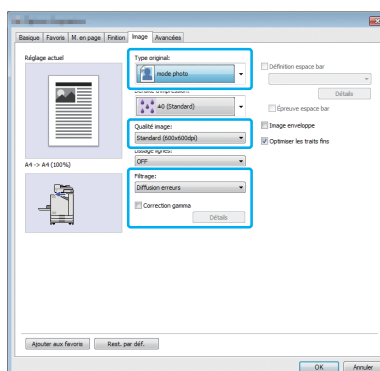 Basique Favoris M. en page Finition Image Avancées
Réglage actuel
A4 -> A4 (100%)
Type original:
mode photo
40 (Standard)
Qualité image:
Standard (600x600dpi)
Lissage lignes:
OFF
Filtrage:
Diffusion erreurs
Correction gamma
Détails
Définition espace bar
Détails
Épreuve espace bar
Image enveloppe
Optimiser les traits fins
Ajouter aux favoris Rest. par déf.
OK Annuler